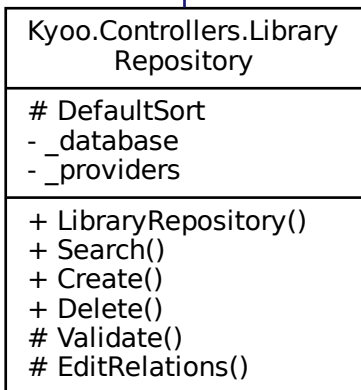 Kyoo.Controllers.Library
Repository
# DefaultSort
- _database
- _providers
+ LibraryRepository()
+ Search()
+ Create()
+ Delete()
# Validate()
# EditRelations()